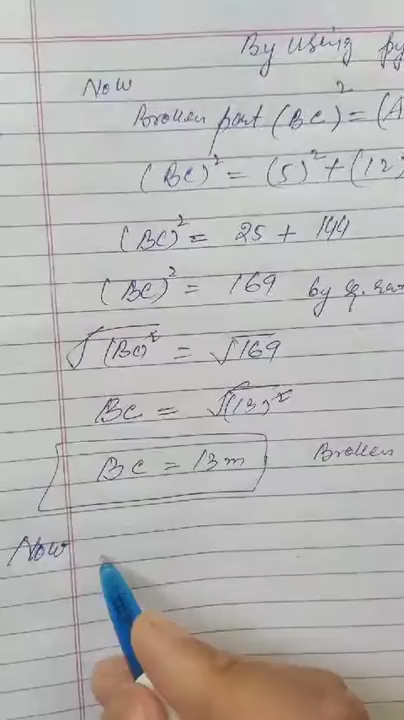 By using py
Now
Broken part (BC)² = (A
(BC)² = (5)² + (12)
(BC)² = 25 + 144
(BC)² = 169 by
√(BC)² = √169
BC = √(13)²
BC = 13m Broken
Now